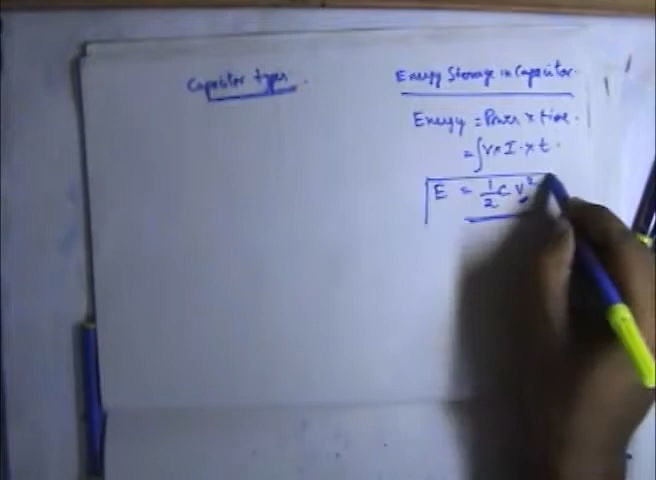 Capacitor types.
Energy Storage in Capacitor.
Energy = Power x time.
= ∫V x I . x t.
E = 1/2 C V²